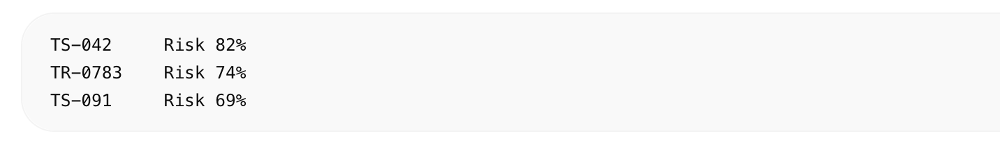 TS-042     Risk 82%
TR-0783    Risk 74%
TS-091     Risk 69%